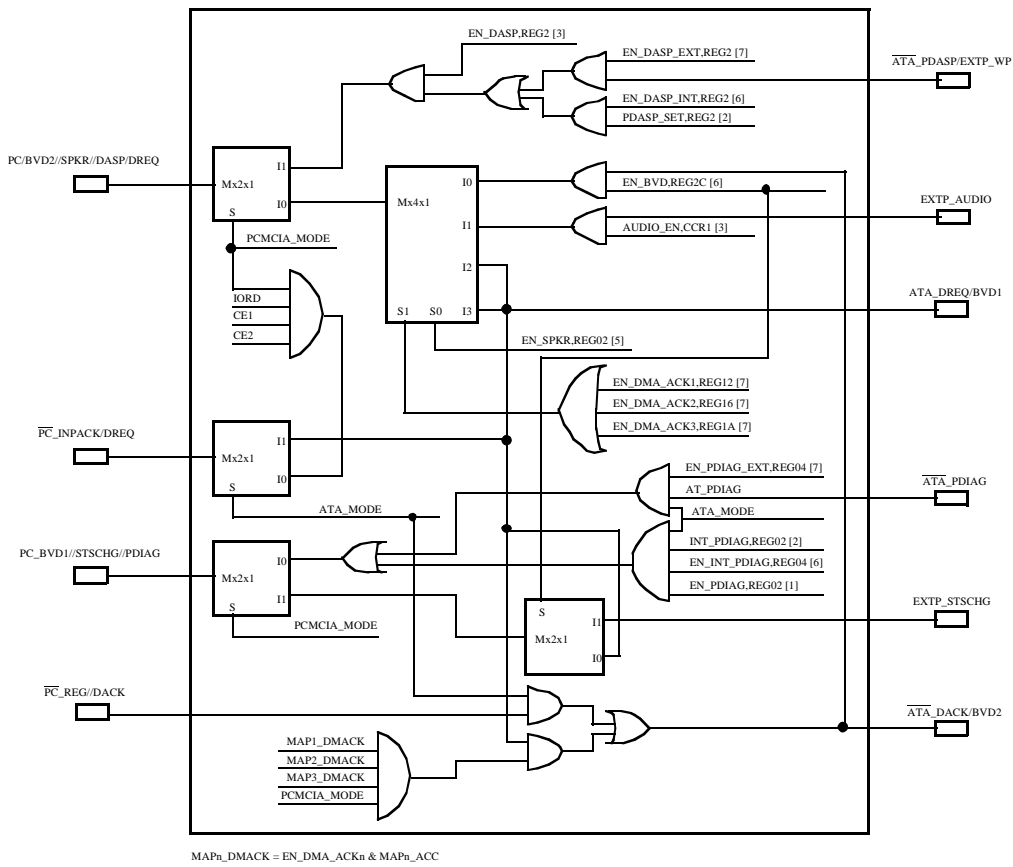 EN_DASP,REG2 [3]
EN_DASP_EXT,REG2 [7]
ATA_PDASP/EXTP_WP
EN_DASP_INT,REG2 [6]
PDASP_SET,REG2 [2]
PC/BVD2//SPKR//DASP/DREQ
I1
Mx2x1
I0
S
I0
Mx4x1
EN_BVD,REG2C [6]
EXTP_AUDIO
I1
AUDIO_EN,CCR1 [3]
PCMCIA_MODE
I2
IORD
CE1
CE2
ATA_DREQ/BVD1
S1
S0
I3
EN_SPKR,REG02 [5]
EN_DMA_ACK1,REG12 [7]
EN_DMA_ACK2,REG16 [7]
EN_DMA_ACK3,REG1A [7]
PC_INPACK/DREQ
I1
Mx2x1
I0
S
EN_PDIAG_EXT,REG04 [7]
ATA_PDIAG
AT_PDIAG
ATA_MODE
ATA_MODE
PC_BVD1//STSCHG//PDIAG
INT_PDIAG,REG02 [2]
EN_INT_PDIAG,REG04 [6]
EN_PDIAG,REG02 [1]
I0
Mx2x1
I1
S
PCMCIA_MODE
EXTP_STSCHG
S
I1
Mx2x1
I0
PC_REG//DACK
ATA_DACK/BVD2
MAP1_DMACK
MAP2_DMACK
MAP3_DMACK
PCMCIA_MODE
MAPn_DMACK = EN_DMA_ACKn & MAPn_ACC